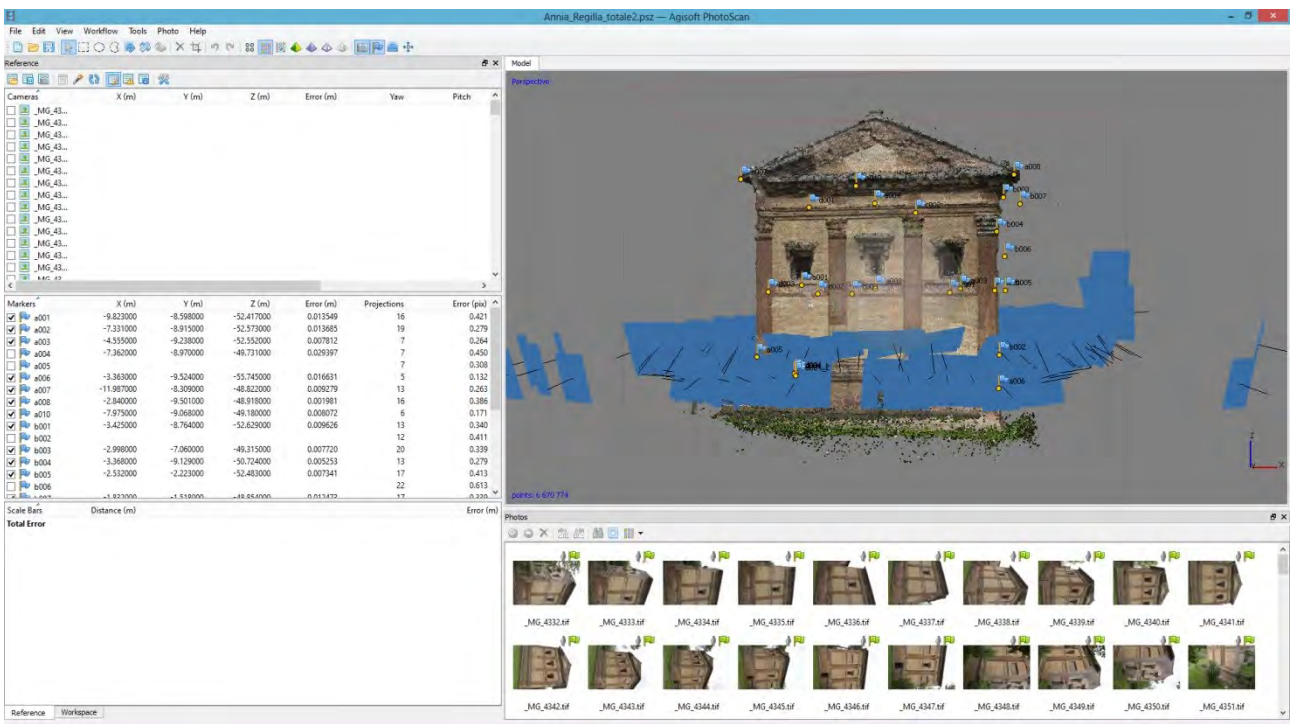 Annia_Regilla_totale2.psz — Agisoft PhotoScan
File Edit View Workflow Tools Photo Help
Reference
Cameras X (m) Y (m) Z (m) Error (m) Yaw Pitch
_MG_43...
_MG_43...
_MG_43...
_MG_43...
_MG_43...
_MG_43...
_MG_43...
_MG_43...
_MG_43...
_MG_43...
_MG_43...
_MG_43...
_MG_43...
_MG_43...
Markers X (m) Y (m) Z (m) Error (m) Projections Error (pix)
a001 -9.823000 -8.598000 -52.417000 0.013549 16 0.421
a002 -7.331000 -8.915000 -52.573000 0.013685 19 0.279
a003 -4.555000 -9.238000 -52.552000 0.007812 7 0.264
a004 -7.362000 -8.970000 -49.731000 0.029397 7 0.450
a005 7 0.308
a006 -3.363000 -9.524000 -55.745000 0.016631 5 0.132
a007 -11.987000 -8.309000 -48.822000 0.009279 13 0.263
a008 -2.840000 -9.501000 -48.918000 0.001981 16 0.386
a010 -7.975000 -9.068000 -49.180000 0.008072 6 0.171
b001 -3.425000 -8.764000 -52.629000 0.009626 13 0.340
b002 12 0.411
b003 -2.998000 -7.060000 -49.315000 0.007720 20 0.339
b004 -3.368000 -9.129000 -50.724000 0.005253 13 0.279
b005 -2.532000 -2.223000 -52.483000 0.007341 17 0.413
b006 22 0.613
Scale Bars Distance (m) Error (m)
Total Error
Reference Workspace
Model
Perspective
a008
b003
b007
a001
b004
b006
a003
b001
b005
a005
b002
a006
points: 6 670 774
Photos
_MG_4332.tif _MG_4333.tif _MG_4334.tif _MG_4335.tif _MG_4336.tif _MG_4337.tif _MG_4338.tif _MG_4339.tif _MG_4340.tif _MG_4341.tif
_MG_4342.tif _MG_4343.tif _MG_4344.tif _MG_4345.tif _MG_4346.tif _MG_4347.tif _MG_4348.tif _MG_4349.tif _MG_4350.tif _MG_4351.tif